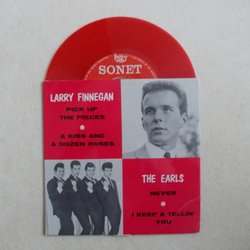 SONET
LARRY FINNEGAN
PICK UP
THE PIECES
★
A KISS AND
A DOZEN ROSES
THE EARLS
NEVER
★
I KEEP A TELLIN'
YOU